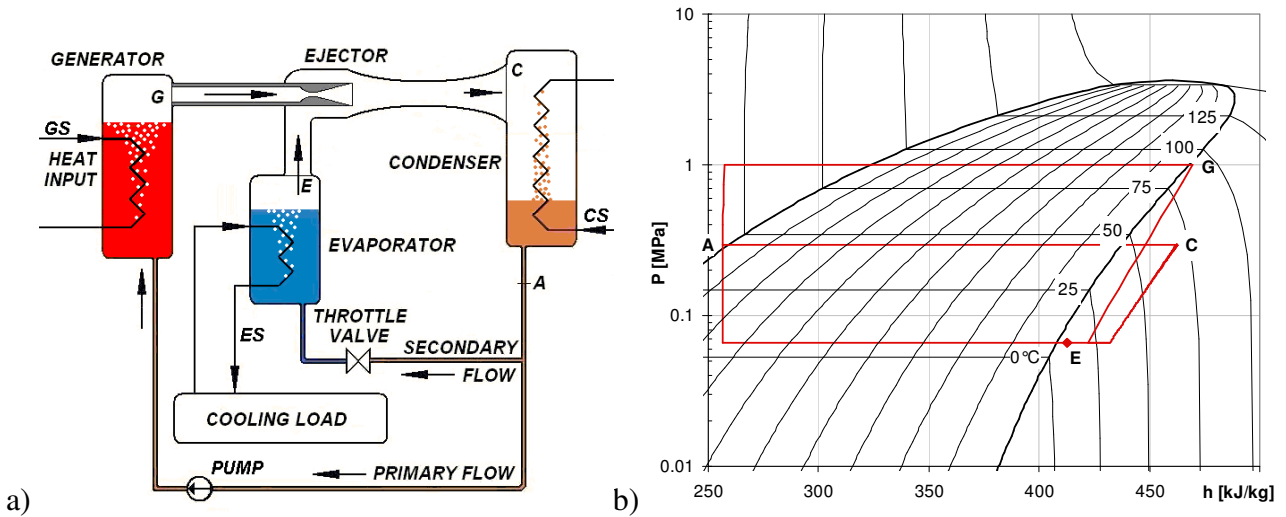 GENERATOR
EJECTOR
G
C
GS
HEAT
INPUT
CONDENSER
E
CS
EVAPORATOR
A
THROTTLE
VALVE
ES
SECONDARY
FLOW
COOLING LOAD
PUMP
PRIMARY FLOW
a)
10
1
0.1
0.01
P [MPa]
125
100
G
75
50
A
C
25
0°C
E
250
300
350
400
450
h [kJ/kg]
b)